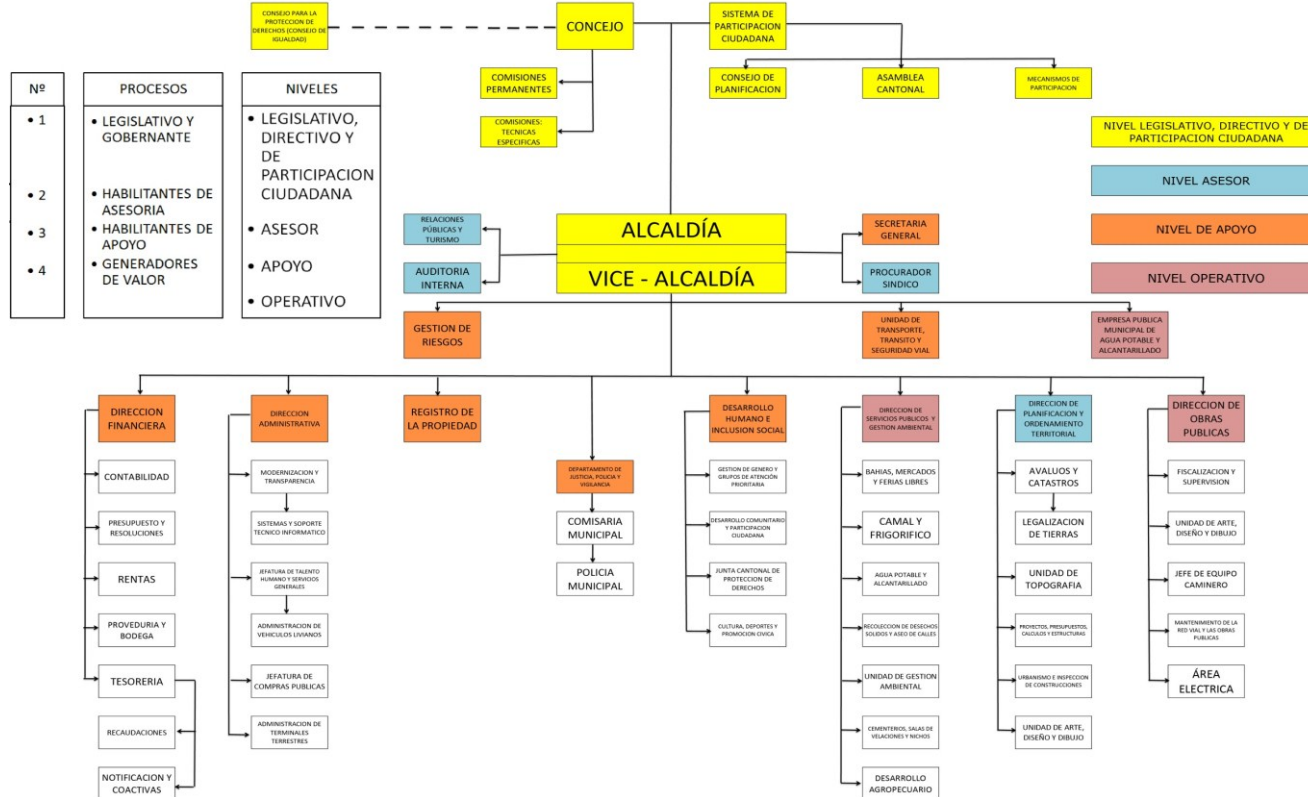 CONSEJO PARA LA
PROTECCION DE
DERECHOS (CONSEJO
DE IGUALDAD)
CONCEJO
SISTEMA DE
PARTICIPACION
CIUDADANA
COMISIONES
PERMANENTES
CONSEJO DE
PLANIFICACION
ASAMBLEA
CANTONAL
MECANISMOS DE
PARTICIPACION
COMISIONES:
TECNICAS
ESPECIFICAS
Nº
• 1
• 2
• 3
• 4
PROCESOS
• LEGISLATIVO Y
GOBERNANTE
• HABILITANTES DE
ASESORIA
• HABILITANTES DE
APOYO
• GENERADORES
DE VALOR
NIVELES
• LEGISLATIVO,
DIRECTIVO Y
DE
PARTICIPACION
CIUDADANA
• ASESOR
• APOYO
• OPERATIVO
NIVEL LEGISLATIVO, DIRECTIVO Y DE
PARTICIPACION CIUDADANA
NIVEL ASESOR
NIVEL DE APOYO
NIVEL OPERATIVO
RELACIONES
PÚBLICAS Y
TURISMO
AUDITORIA
INTERNA
ALCALDÍA
VICE - ALCALDÍA
SECRETARIA
GENERAL
PROCURADOR
SINDICO
GESTION DE
RIESGOS
UNIDAD DE
TRANSPORTE,
TRANSITO Y
SEGURIDAD VIAL
EMPRESA PUBLICA
MUNICIPAL DE
AGUA POTABLE Y
ALCANTARILLADO
DIRECCION
FINANCIERA
CONTABILIDAD
PRESUPUESTO Y
RESOLUCIONES
RENTAS
PROVEDURIA Y
BODEGA
TESORERIA
RECAUDACIONES
NOTIFICACION Y
COACTIVAS
DIRECCION
ADMINISTRATIVA
MODERNIZACION Y
TRANSPARENCIA
SISTEMAS Y SOPORTE
TECNICO INFORMATICO
JEFATURA DE TALENTO
HUMANO Y SERVICIOS
GENERALES
ADMINISTRACION DE
VEHICULOS LIVIANOS
JEFATURA DE
COMPRAS PUBLICAS
ADMINISTRACION DE
TERMINALES
TERRESTRES
REGISTRO DE
LA PROPIEDAD
DEPARTAMENTO DE
JUSTICIA, POLICIA Y
VIGILANCIA
COMISARIA
MUNICIPAL
POLICIA
MUNICIPAL
DESARROLLO
HUMANO E
INCLUSION SOCIAL
GESTION DE GENERO Y
GRUPOS DE ATENCIÓN
PRIORITARIA
DESARROLLO COMUNITARIO
Y PARTICIPACION
CIUDADANA
JUNTA CANTONAL DE
PROTECCION DE
DERECHOS
CULTURA, DEPORTES Y
PROMOCION CIVICA
DIRECCION DE
SERVICIOS PUBLICOS Y
GESTION AMBIENTAL
BAHIAS, MERCADOS
Y FERIAS LIBRES
CAMAL Y
FRIGORIFICO
AGUA POTABLE Y
ALCANTARILLADO
RECOLECCION DE DESECHOS
SOLIDOS Y ASEO DE CALLES
UNIDAD DE GESTION
AMBIENTAL
CEMENTERIOS, SALAS DE
VELACIONES Y NICHOS
DESARROLLO
AGROPECUARIO
DIRECCION DE
PLANIFICACION Y
ORDENAMIENTO
TERRITORIAL
AVALUOS Y
CATASTROS
LEGALIZACION
DE TIERRAS
UNIDAD DE
TOPOGRAFIA
PROYECTOS, PRESUPUESTOS,
CALCULOS Y ESTRUCTURAS
URBANISMO E INSPECCION
DE CONSTRUCCIONES
UNIDAD DE ARTE,
DISEÑO Y DIBUJO
DIRECCION DE
OBRAS
PUBLICAS
FISCALIZACION Y
SUPERVISION
UNIDAD DE ARTE,
DISEÑO Y DIBUJO
JEFE DE EQUIPO
CAMINERO
MANTENIMIENTO DE LA
RED VIAL Y LAS OBRAS
PUBLICAS
ÁREA
ELECTRICA